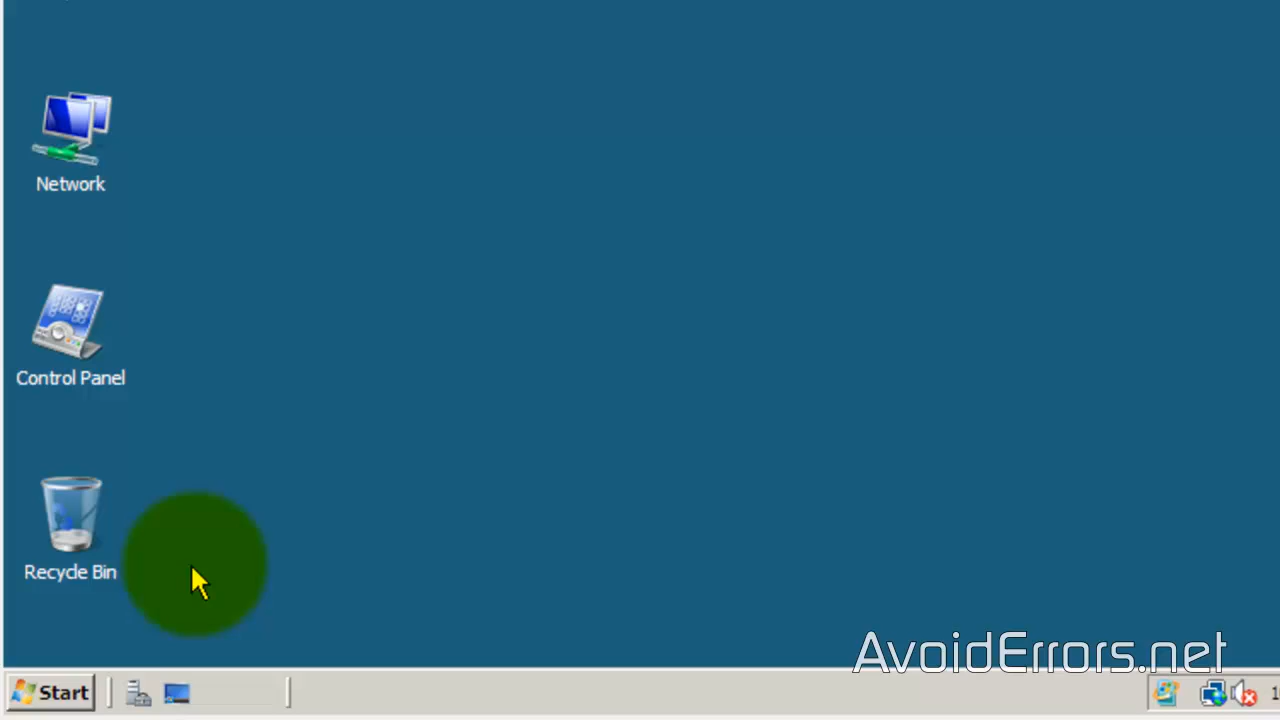 Network
Control Panel
Recycle Bin
AvoidErrors.net
Start